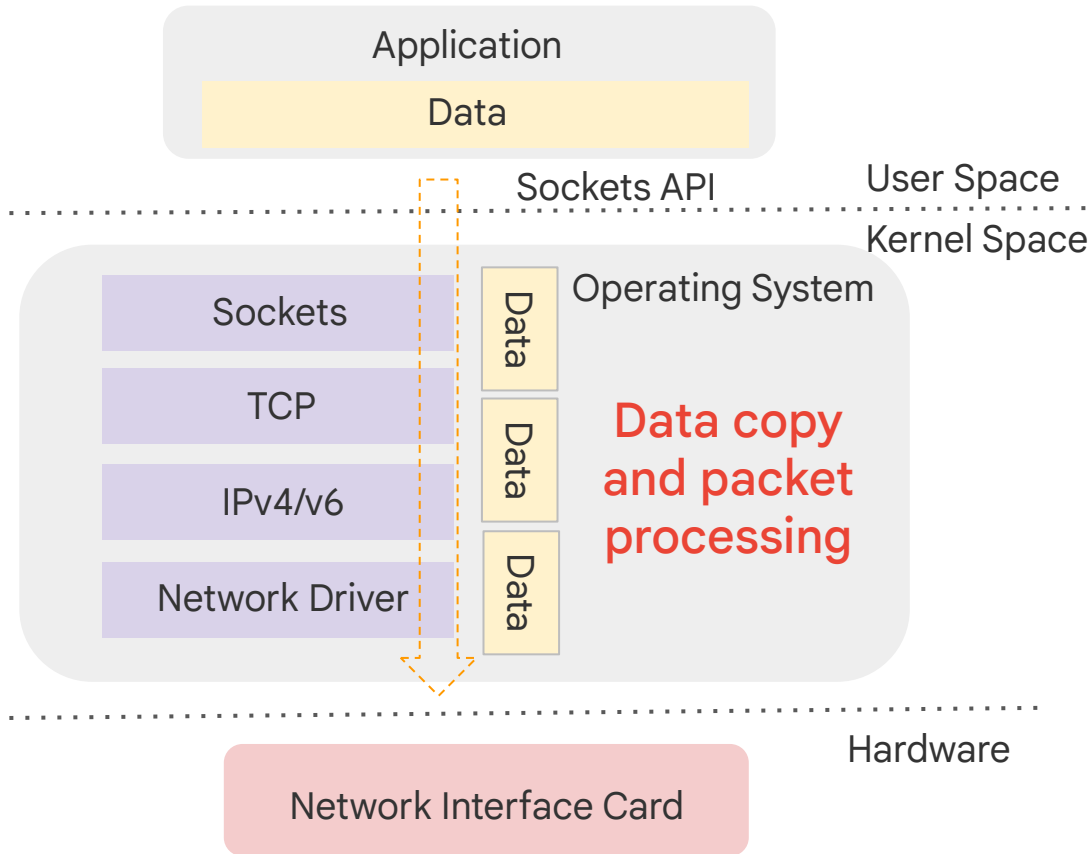 Application
Data
Sockets API
User Space
Kernel Space
Operating System
Sockets
Data
TCP
Data
Data copy
and packet
processing
IPv4/v6
Network Driver
Data
Hardware
Network Interface Card